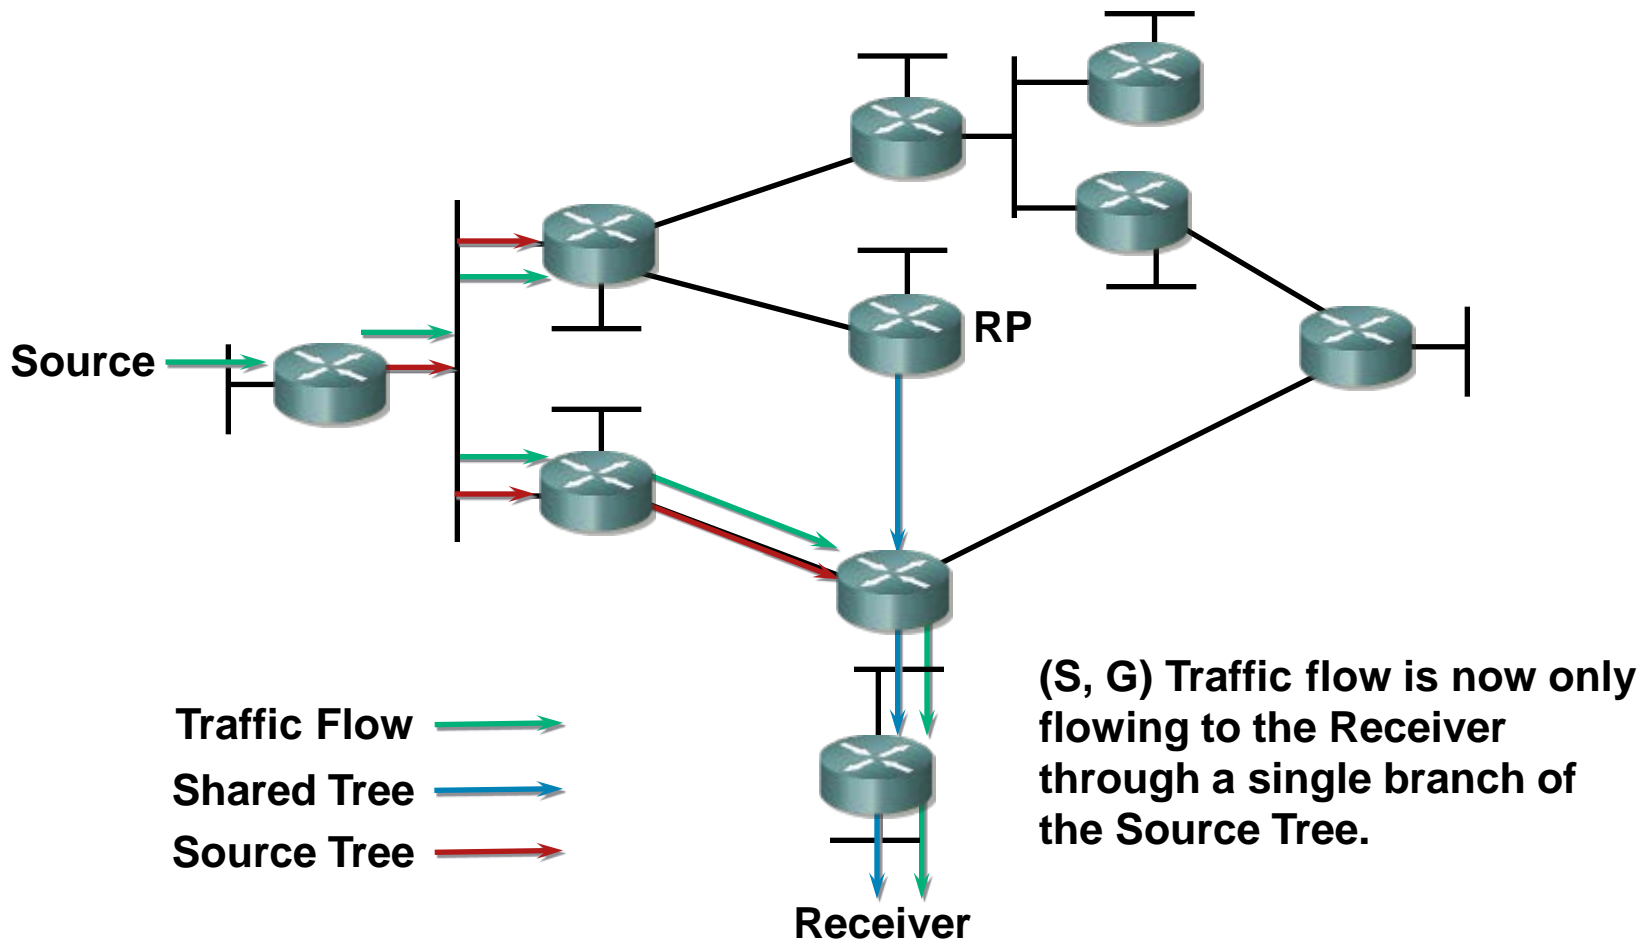 RP
Source
(S, G) Traffic flow is now only
flowing to the Receiver
through a single branch of
the Source Tree.
Traffic Flow
Shared Tree
Source Tree
Receiver